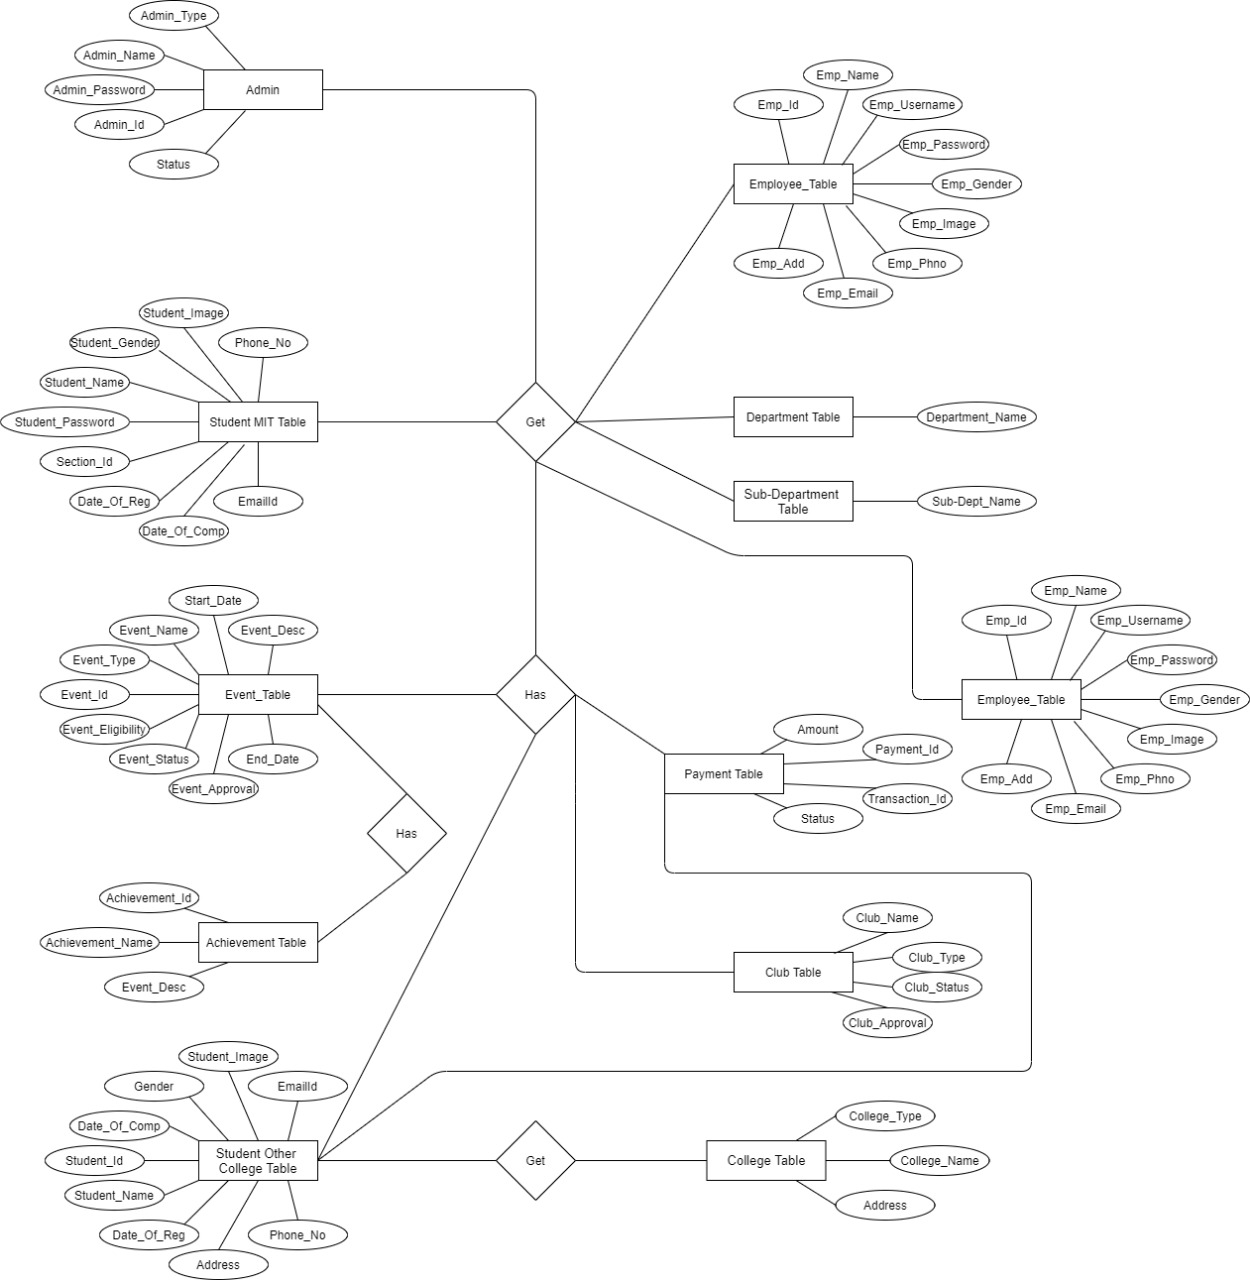 Admin_Type
Admin_Name
Admin_Password
Admin
Admin_Id
Status
Emp_Name
Emp_Id
Emp_Username
Emp_Password
Employee_Table
Emp_Gender
Emp_Image
Emp_Add
Emp_Phno
Emp_Email
Student_Image
Student_Gender
Phone_No
Student_Name
Student_Password
Student MIT Table
Section_Id
Date_Of_Reg
EmailId
Date_Of_Comp
Get
Department Table
Department_Name
Sub-Department
Table
Sub-Dept_Name
Start_Date
Event_Name
Event_Desc
Event_Type
Event_Id
Event_Table
Event_Eligibility
Event_Status
End_Date
Event_Approval
Has
Emp_Name
Emp_Id
Emp_Username
Emp_Password
Employee_Table
Emp_Gender
Emp_Image
Emp_Add
Emp_Phno
Emp_Email
Amount
Payment_Id
Payment Table
Transaction_Id
Status
Has
Achievement_Id
Achievement_Name
Achievement Table
Event_Desc
Club_Name
Club_Type
Club Table
Club_Status
Club_Approval
Student_Image
Gender
EmailId
Date_Of_Comp
Student_Id
Student Other
College Table
Student_Name
Date_Of_Reg
Phone_No
Address
Get
College_Type
College Table
College_Name
Address